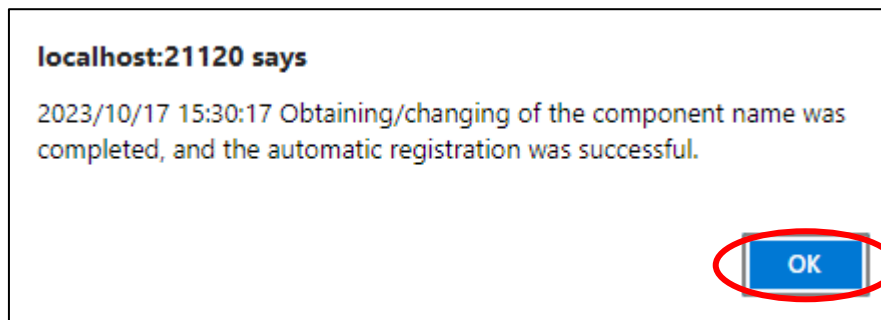 localhost:21120 says
2023/10/17 15:30:17 Obtaining/changing of the component name was
completed, and the automatic registration was successful.
OK